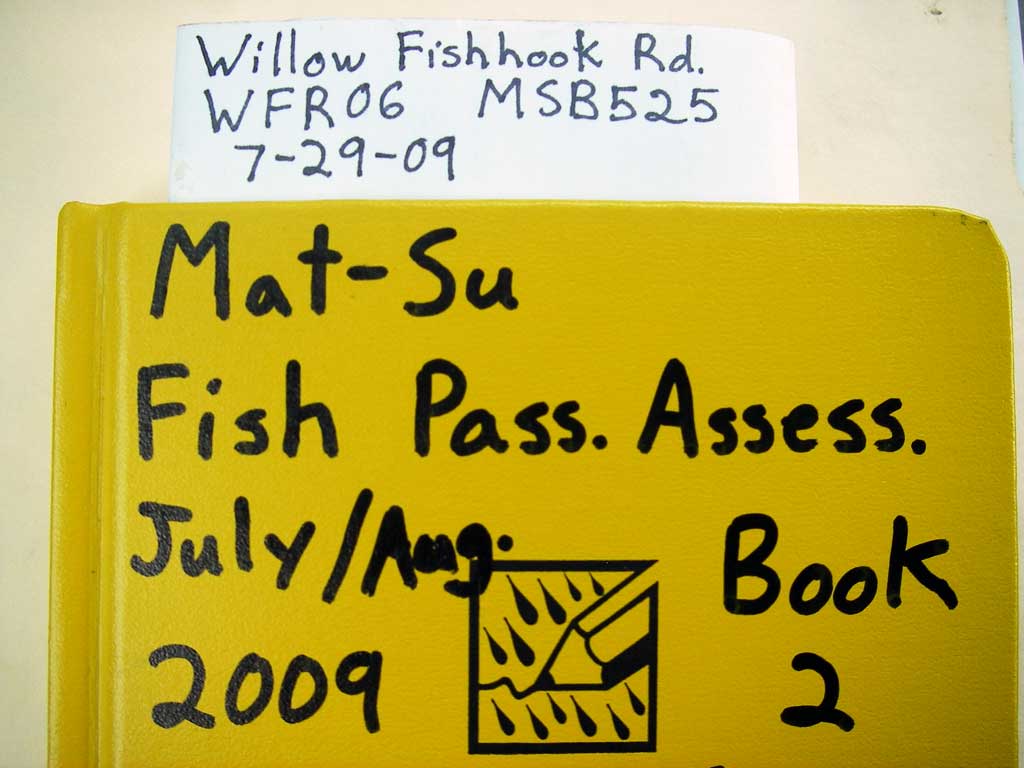 Willow Fishhook Rd.
WFR06 MSB525
7-29-09
Mat-Su
Fish Pass. Assess.
July/Aug. Book
2009 2